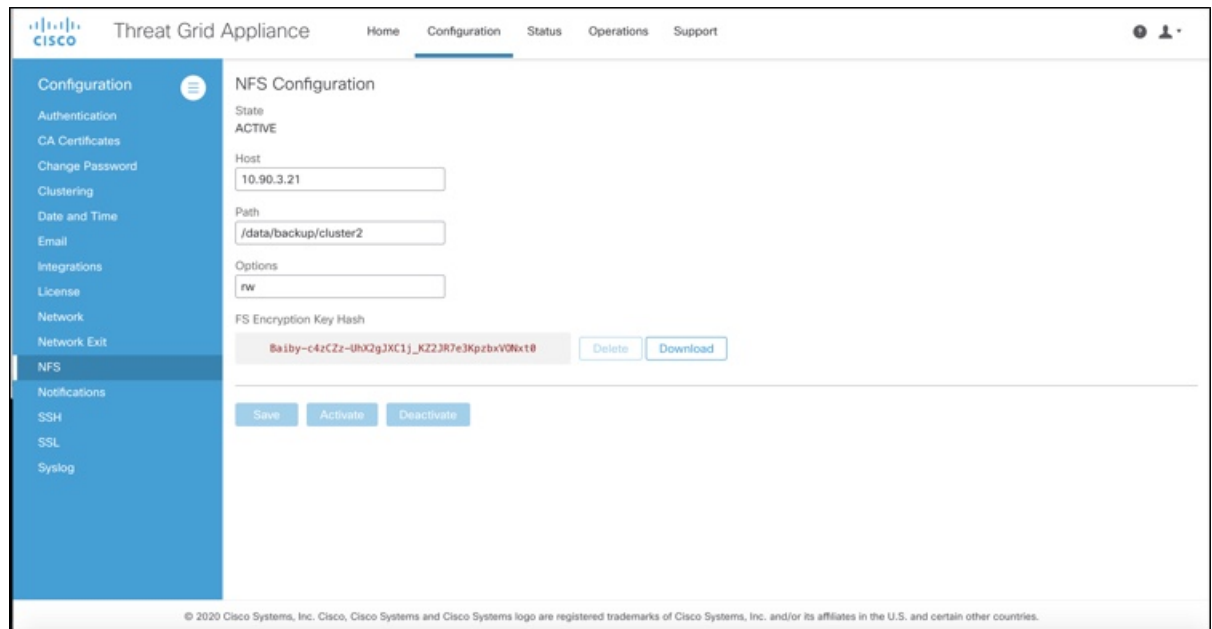 CISCO
Threat Grid Appliance
Home Configuration Status Operations Support
Configuration
Authentication
CA Certificates
Change Password
Clustering
Date and Time
Email
Integrations
License
Network
Network Exit
NFS
Notifications
SSH
SSL
Syslog
NFS Configuration
State
ACTIVE
Host
10.90.3.21
Path
/data/backup/cluster2
Options
rw
FS Encryption Key Hash
Baiby-c4zCZz-UhX2gJXC1j_KZ2JR7e3KpzbxVONxt0
Delete Download
Save Activate Deactivate
© 2020 Cisco Systems, Inc. Cisco, Cisco Systems and Cisco Systems logo are registered trademarks of Cisco Systems, Inc. and/or its affiliates in the U.S. and certain other countries.